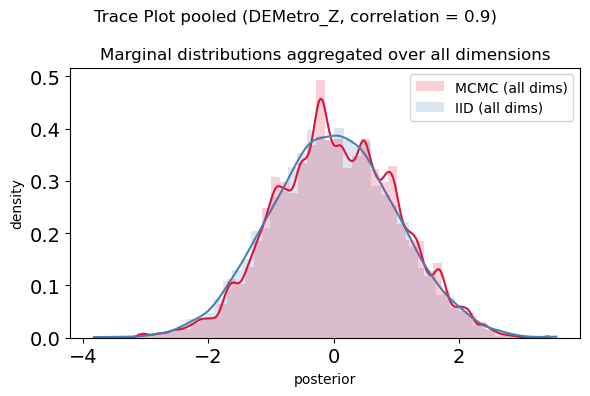 Trace Plot pooled (DEMetro_Z, correlation = 0.9)
Marginal distributions aggregated over all dimensions
MCMC (all dims)
IID (all dims)
density
0.5
0.4
0.3
0.2
0.1
0.0
−4
−2
0
2
posterior